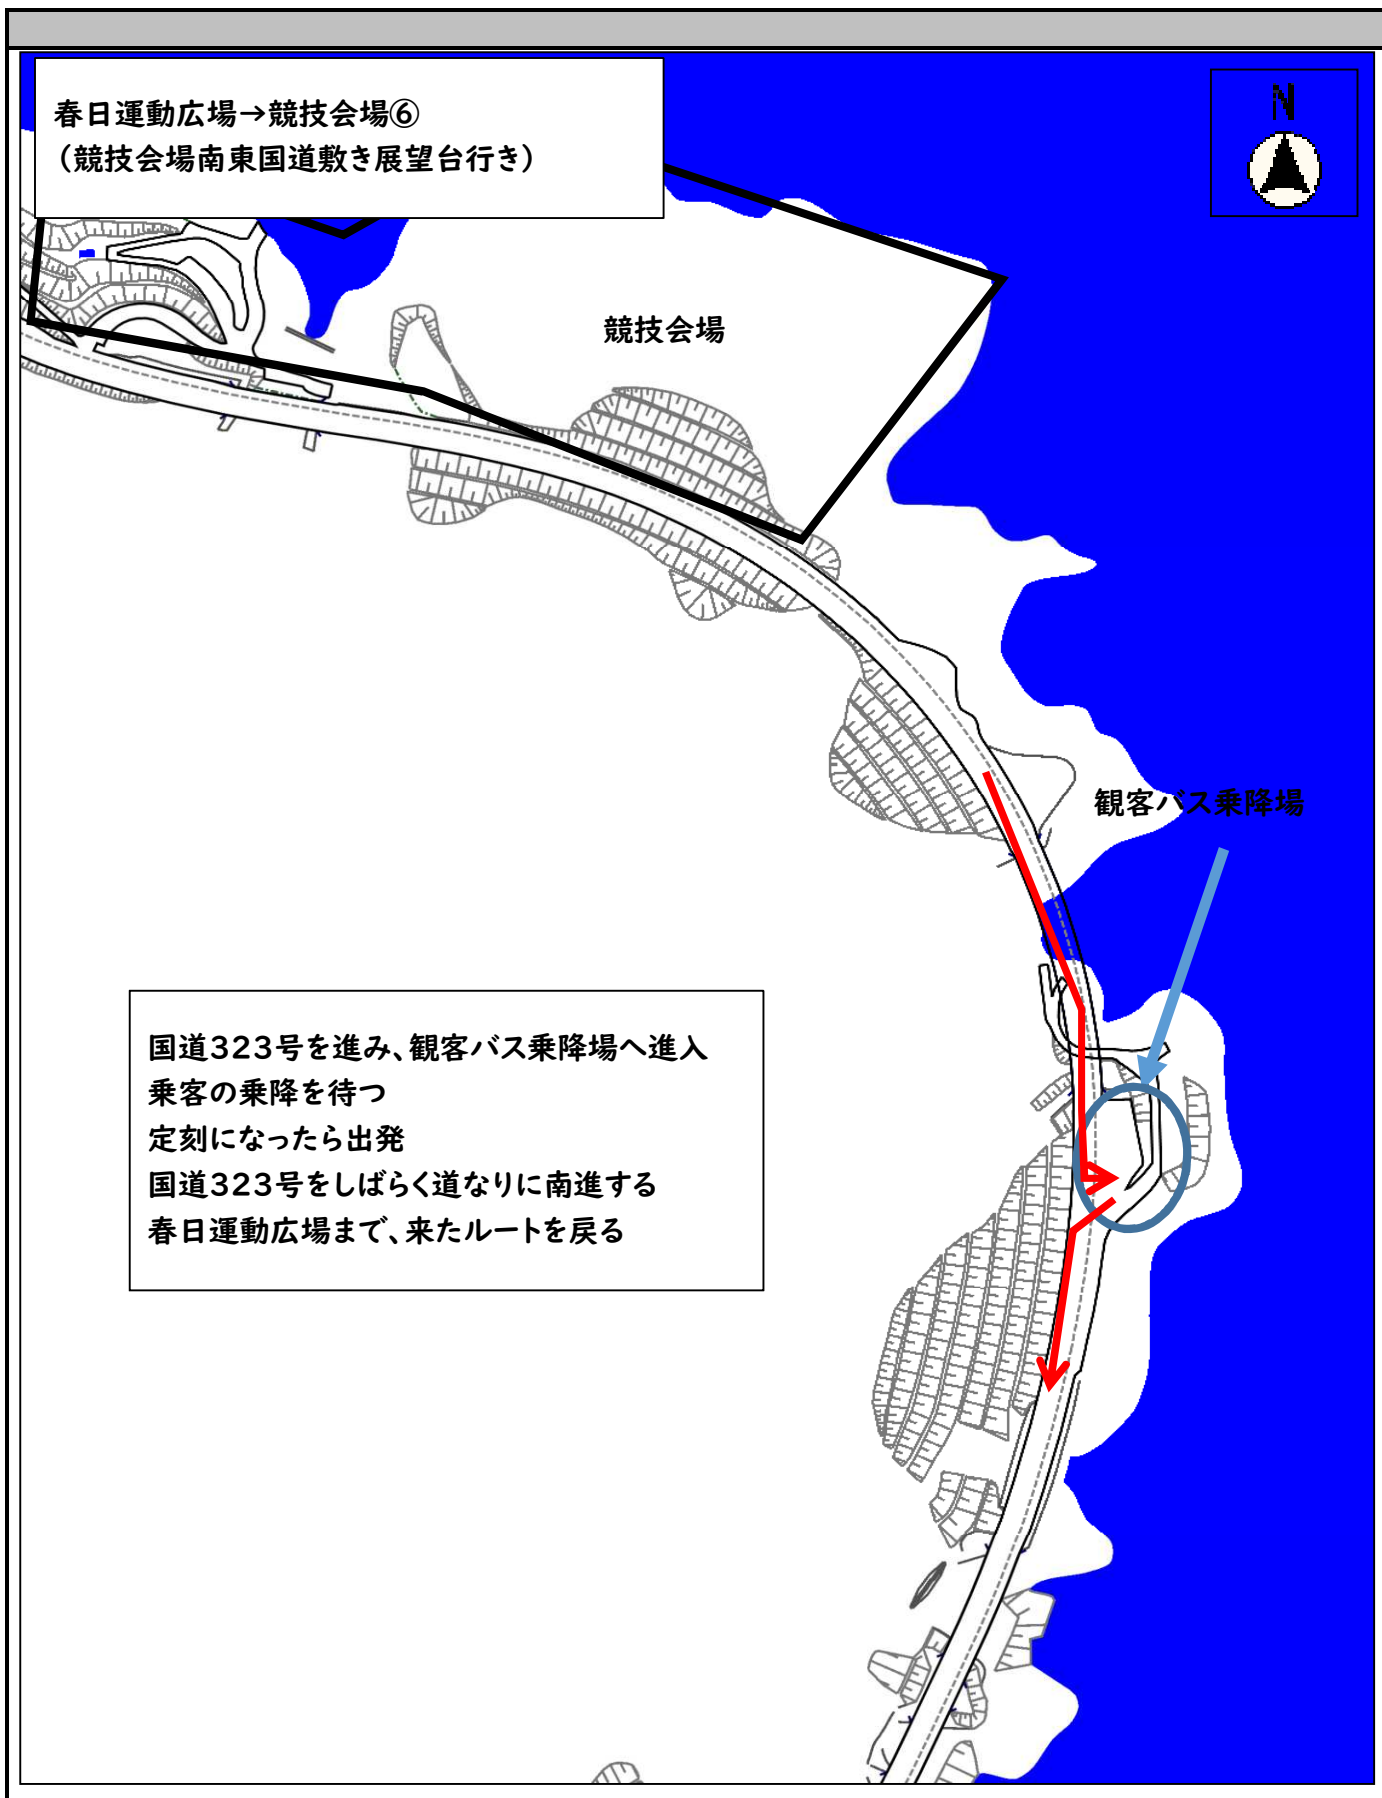 春日運動広場→競技会場⑥
（競技会場南東国道敷き展望台行き）
N
競技会場
観客バス乗降場
国道323号を進み、観客バス乗降場へ進入
乗客の乗降を待つ
定刻になったら出発
国道323号をしばらく道なりに南進する
春日運動広場まで、来たルートを戻る